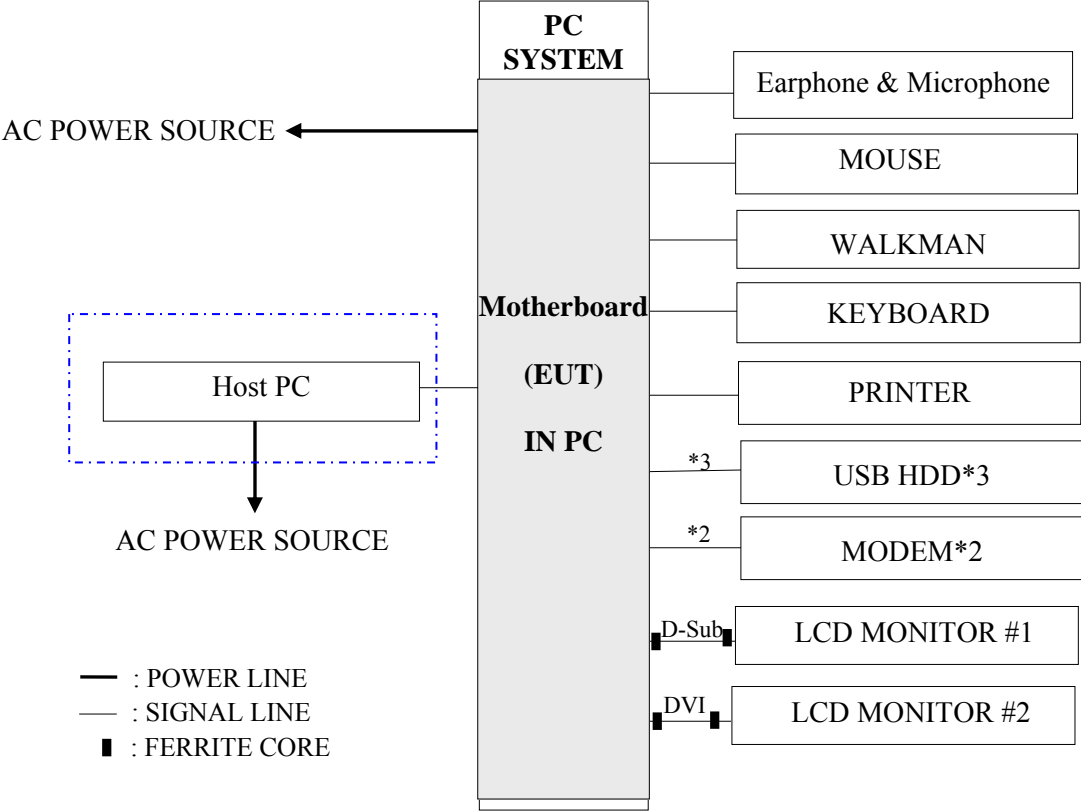 PC
SYSTEM
Earphone & Microphone
AC POWER SOURCE
MOUSE
WALKMAN
Motherboard
(EUT)
IN PC
KEYBOARD
Host PC
PRINTER
*3
USB HDD*3
AC POWER SOURCE
*2
MODEM*2
D-Sub
LCD MONITOR #1
DVI
LCD MONITOR #2
: POWER LINE
: SIGNAL LINE
: FERRITE CORE